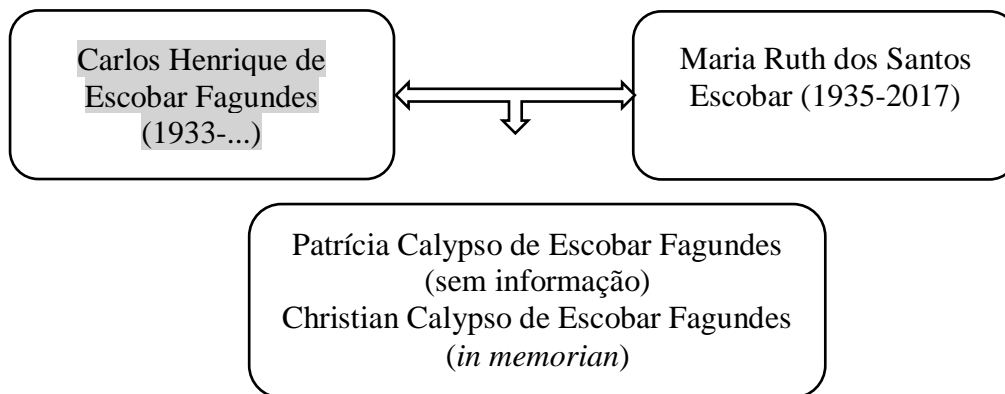 Carlos Henrique de
Escobar Fagundes
(1933-...)
Maria Ruth dos Santos
Escobar (1935-2017)
Patrícia Calypso de Escobar Fagundes
(sem informação)
Christian Calypso de Escobar Fagundes
(in memorian)